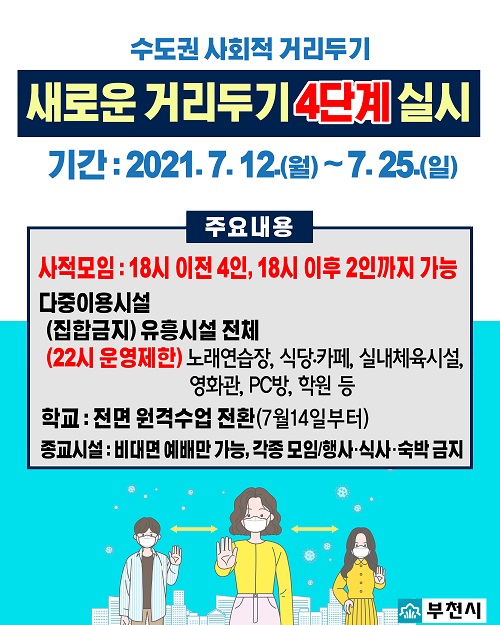 수도권 사회적 거리두기
새로운 거리두기 4단계 실시
기간 : 2021. 7. 12.(월) ~ 7. 25.(일)
주요내용
사적모임 : 18시 이전 4인, 18시 이후 2인까지 가능
다중이용시설
(집합금지) 유흥시설 전체
(22시 운영제한) 노래연습장, 식당·카페, 실내체육시설,
영화관, PC방, 학원 등
학교 : 전면 원격수업 전환(7월14일부터)
종교시설 : 비대면 예배만 가능, 각종 모임/행사·식사·숙박 금지
부천시